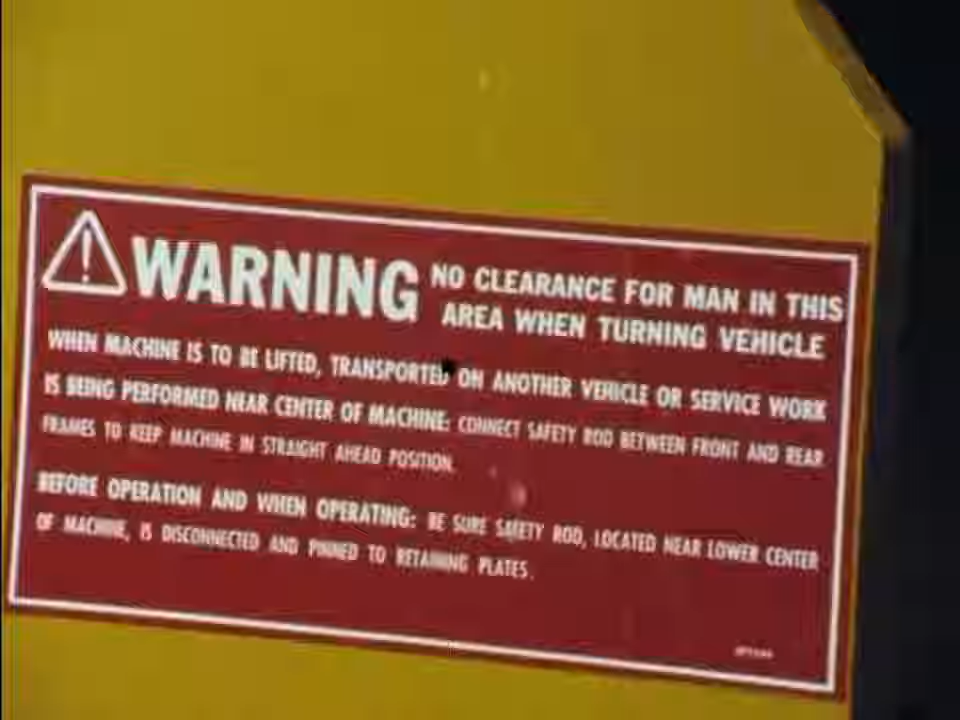 WARNING NO CLEARANCE FOR MAN IN THIS
AREA WHEN TURNING VEHICLE
WHEN MACHINE IS TO BE LIFTED, TRANSPORTED ON ANOTHER VEHICLE OR SERVICE WORK
IS BEING PERFORMED NEAR CENTER OF MACHINE: CONNECT SAFETY ROD BETWEEN FRONT AND REAR
FRAMES TO KEEP MACHINE IN STRAIGHT AHEAD POSITION.
BEFORE OPERATION AND WHEN OPERATING: BE SURE SAFETY ROD, LOCATED NEAR LOWER CENTER
OF MACHINE, IS DISCONNECTED AND PINNED TO RETAINING PLATES.